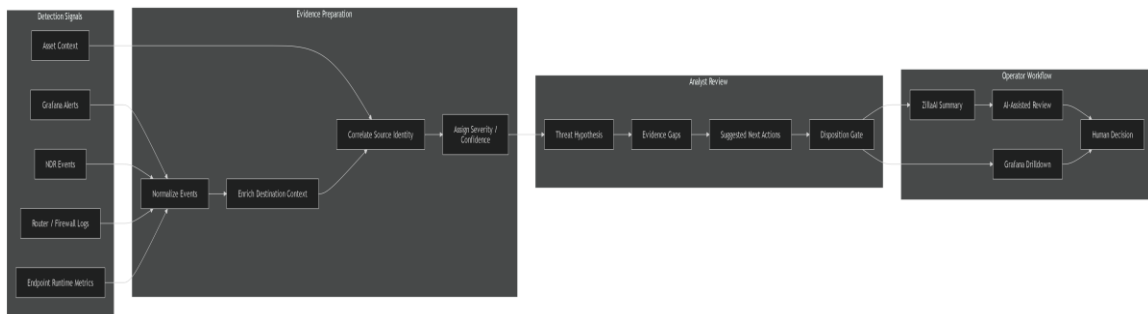 Detection Signals
Asset Context
Grafana Alerts
NDR Events
Router / Firewall Logs
Endpoint Runtime Metrics
Evidence Preparation
Normalize Events
Enrich Destination Context
Correlate Source Identity
Assign Severity /
Confidence
Analyst Review
Threat Hypothesis
Evidence Gaps
Suggested Next Actions
Disposition Gate
Operator Workflow
ZillaAI Summary
AI-Assisted Review
Grafana Drilldown
Human Decision